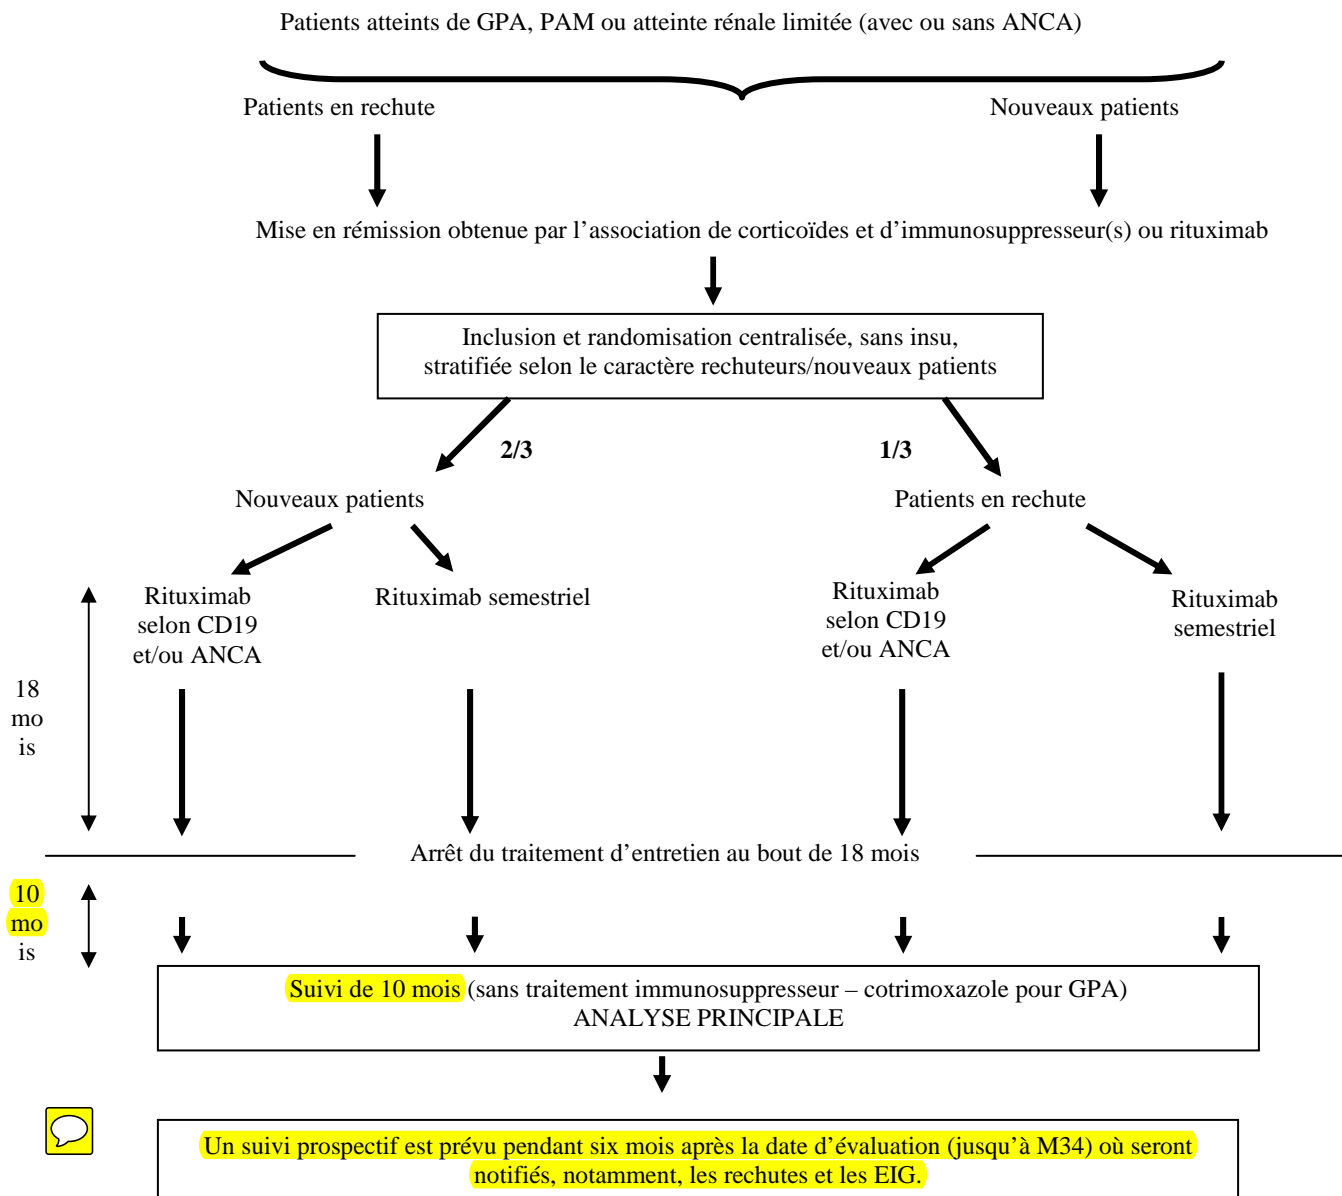 Patients atteints de GPA, PAM ou atteinte rénale limitée (avec ou sans ANCA)
Patients en rechute
Nouveaux patients
Mise en rémission obtenue par l’association de corticoïdes et d’immunosuppresseur(s) ou rituximab
Inclusion et randomisation centralisée, sans insu,
stratifiée selon le caractère rechuteurs/nouveaux patients
2/3
1/3
Nouveaux patients
Patients en rechute
Rituximab
selon CD19
et/ou ANCA
Rituximab semestriel
Rituximab
selon CD19
et/ou ANCA
Rituximab
semestriel
18
mo
is
Arrêt du traitement d’entretien au bout de 18 mois
10
mo
is
Suivi de 10 mois (sans traitement immunosuppresseur – cotrimoxazole pour GPA)
ANALYSE PRINCIPALE
Un suivi prospectif est prévu pendant six mois après la date d’évaluation (jusqu’à M34) où seront
notifiés, notamment, les rechutes et les EIG.